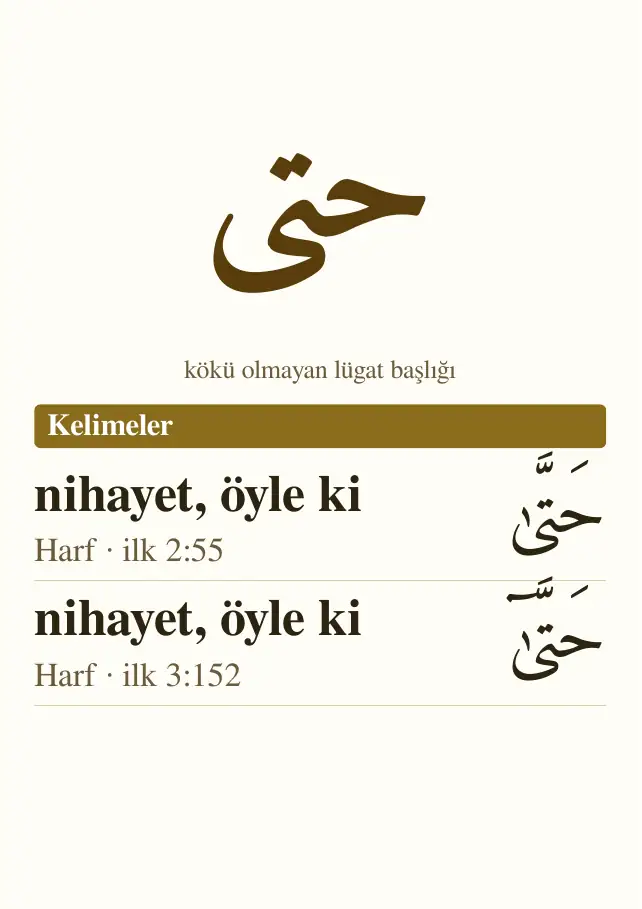 حتى
kökü olmayan lügat başlığı
Kelimeler
nihayet, öyle ki حَتَّىٰ
Harf · ilk 2:55
nihayet, öyle ki حَتَّىٰٓ
Harf · ilk 3:152